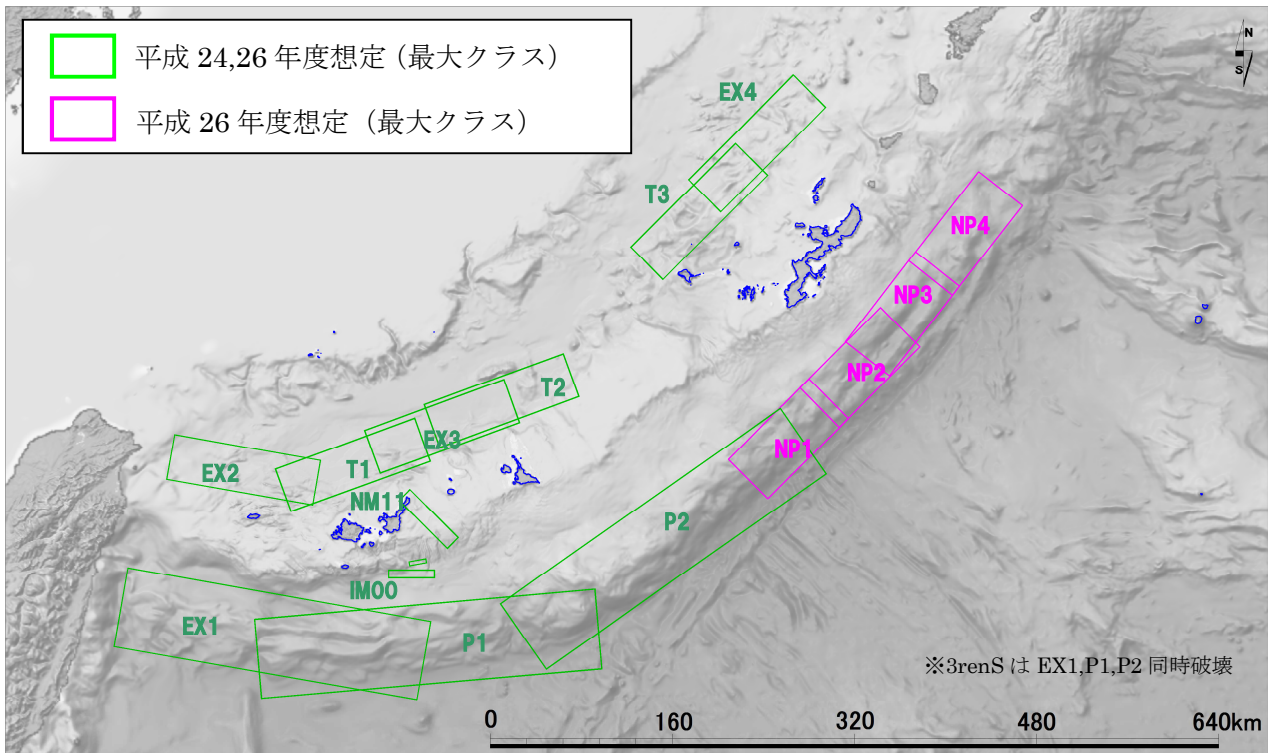 平成 24,26 年度想定（最大クラス）
平成 26 年度想定（最大クラス）
N
S
EX4
T3
NP4
NP3
NP2
T2
EX3
NP1
EX2
T1
NM11
P2
IM00
EX1
P1
※3renS は EX1,P1,P2 同時破壊
0 160 320 480 640km